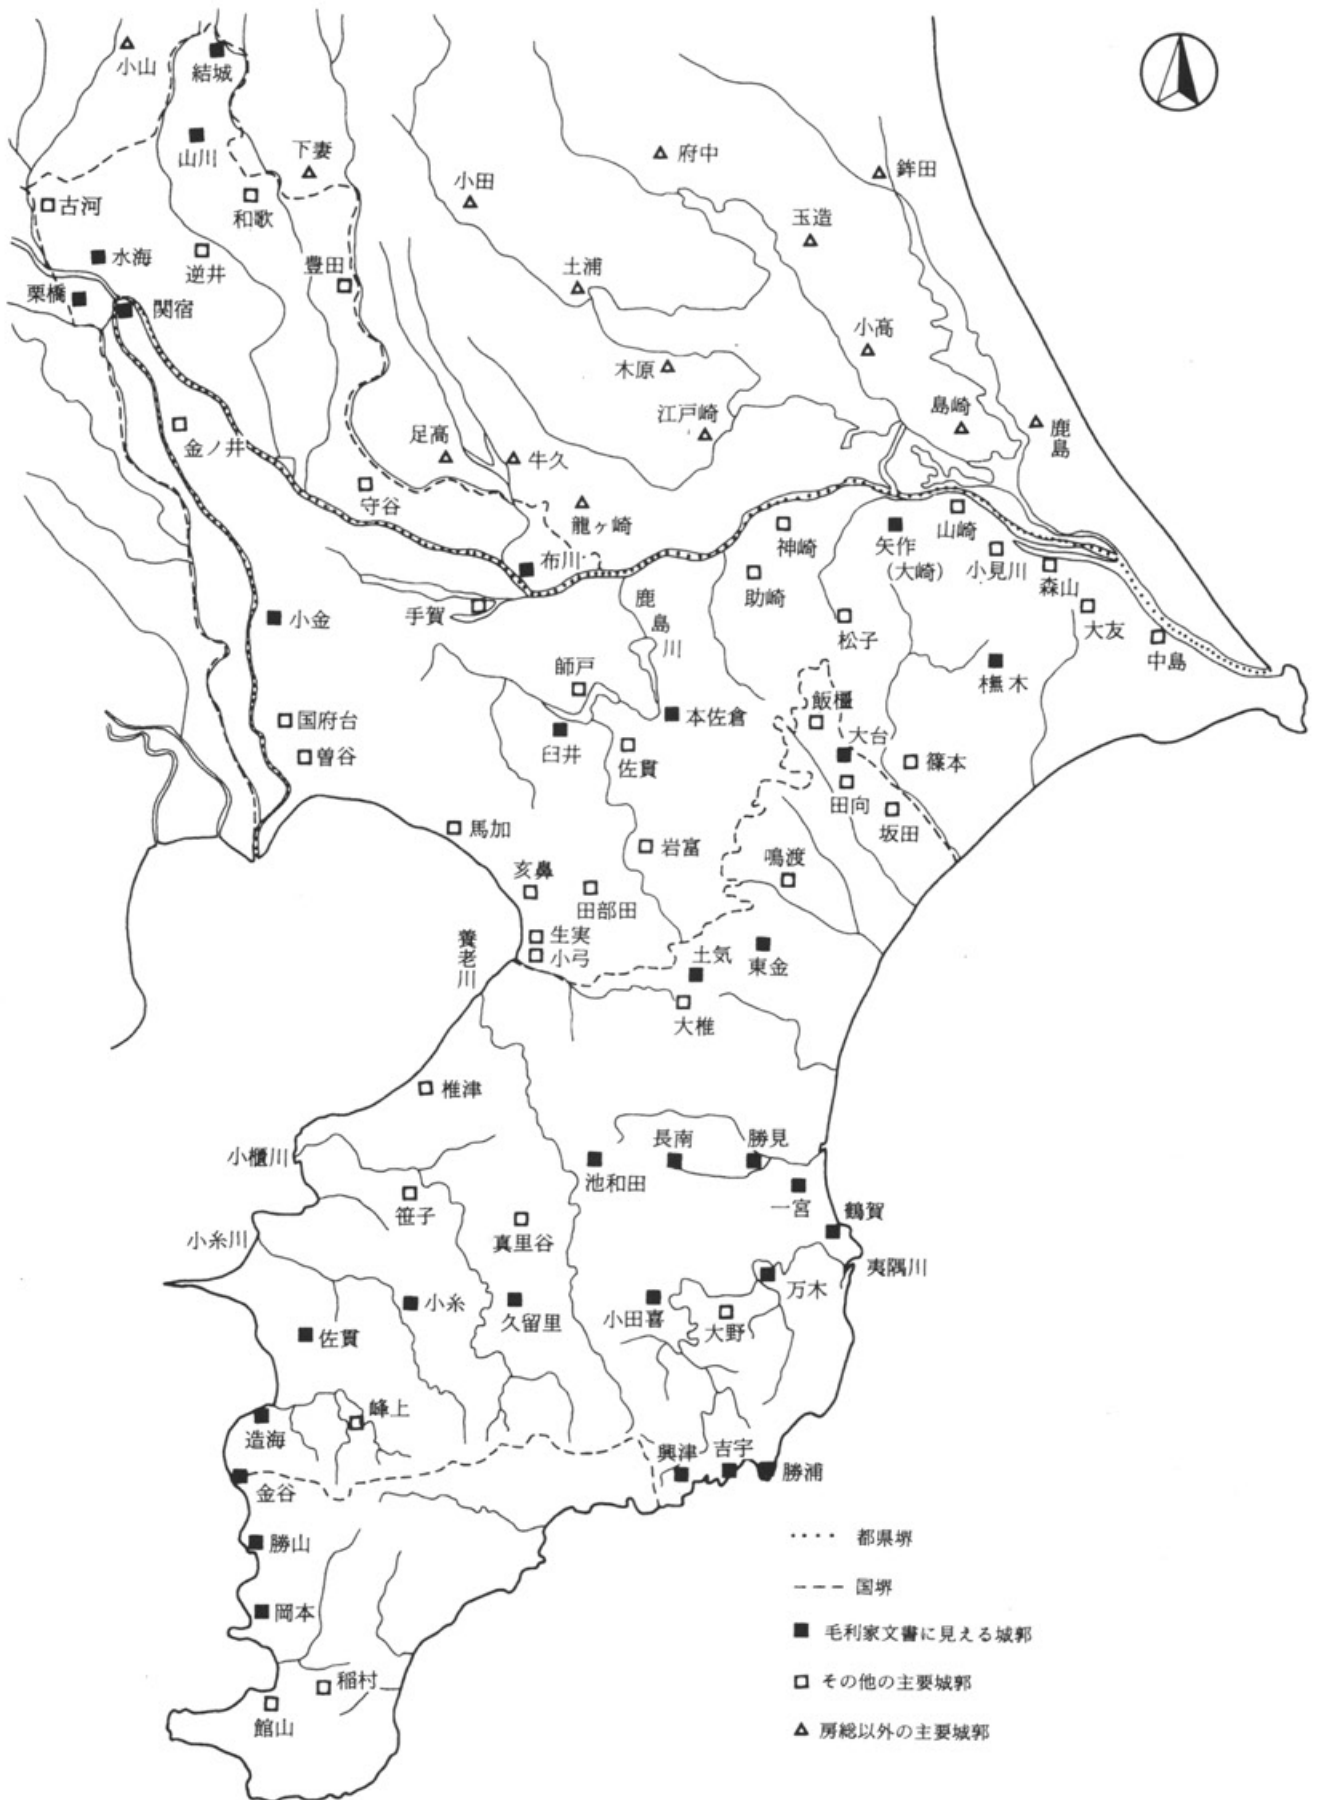 小山
結城
山川
下妻
府中
鉾田
小田
古河
和歌
玉造
水海
逆井
豊田
土浦
栗橋
関宿
小高
木原
江戸崎
島崎
鹿島
金ノ井
足高
牛久
守谷
龍ヶ崎
山崎
神崎
矢作
(大崎)
小見川
布川
森山
助崎
鹿島川
手賀
小金
松子
大友
中島
師戸
橅木
飯櫃
本佐倉
国府台
臼井
佐貫
大台
曽谷
篠本
田向
坂田
馬加
岩富
鳴渡
亥鼻
田部田
生実
小弓
養老川
土気
東金
大椎
椎津
長南
勝見
小櫃川
池和田
笹子
一宮
鶴賀
小糸川
真里谷
夷隅川
小糸
久留里
小田喜
万木
大野
佐貫
峰上
造海
興津
吉宇
勝浦
金谷
勝山
岡本
稲村
館山
都県堺
国堺
毛利家文書に見える城郭
その他の主要城郭
房総以外の主要城郭